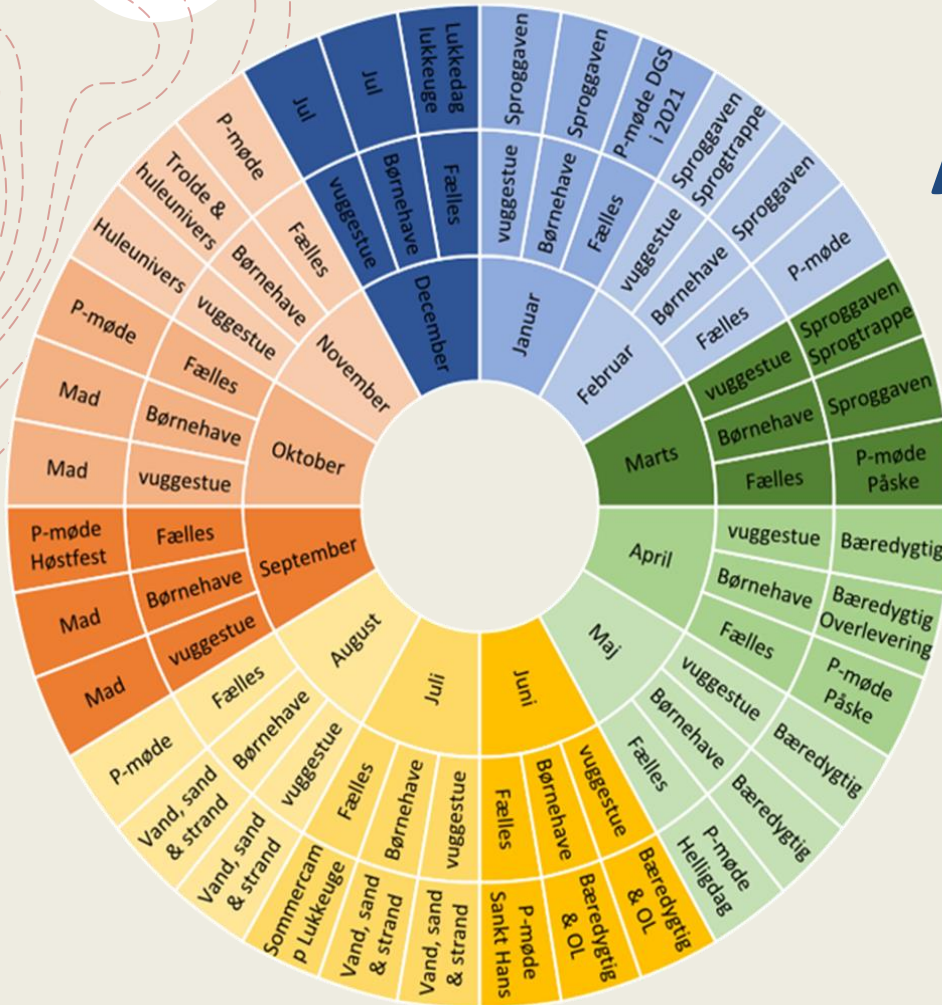 Januar
vuggestue
Sproggaven
Børnehave
Sproggaven
Fælles
P-møde DGS
i 2021
Februar
vuggestue
Sproggaven
Sprogtrappe
Børnehave
Sproggaven
Fælles
P-møde
Marts
vuggestue
Sproggaven
Sprogtrappe
Børnehave
Sproggaven
Fælles
P-møde
Påske
April
vuggestue
Bæredygtig
Børnehave
Bæredygtig
Overlevering
Fælles
P-møde
Påske
Maj
vuggestue
Bæredygtig
Børnehave
Bæredygtig
Fælles
P-møde
Helligdag
Juni
vuggestue
Bæredygtig
& OL
Børnehave
Bæredygtig
& OL
Fælles
P-møde
Sankt Hans
Juli
vuggestue
Vand, sand
& strand
Børnehave
Vand, sand
& strand
Fælles
Sommercam
p Lukkeuge
August
vuggestue
Vand, sand
& strand
Børnehave
Vand, sand
& strand
Fælles
P-møde
September
vuggestue
Mad
Børnehave
Mad
Fælles
P-møde
Høstfest
Oktober
vuggestue
Mad
Børnehave
Mad
Fælles
P-møde
November
vuggestue
Huleunivers
Børnehave
Trolde &
huleunivers
Fælles
P-møde
December
vuggestue
Jul
Børnehave
Jul
Fælles
Lukkedag
lukkeuge